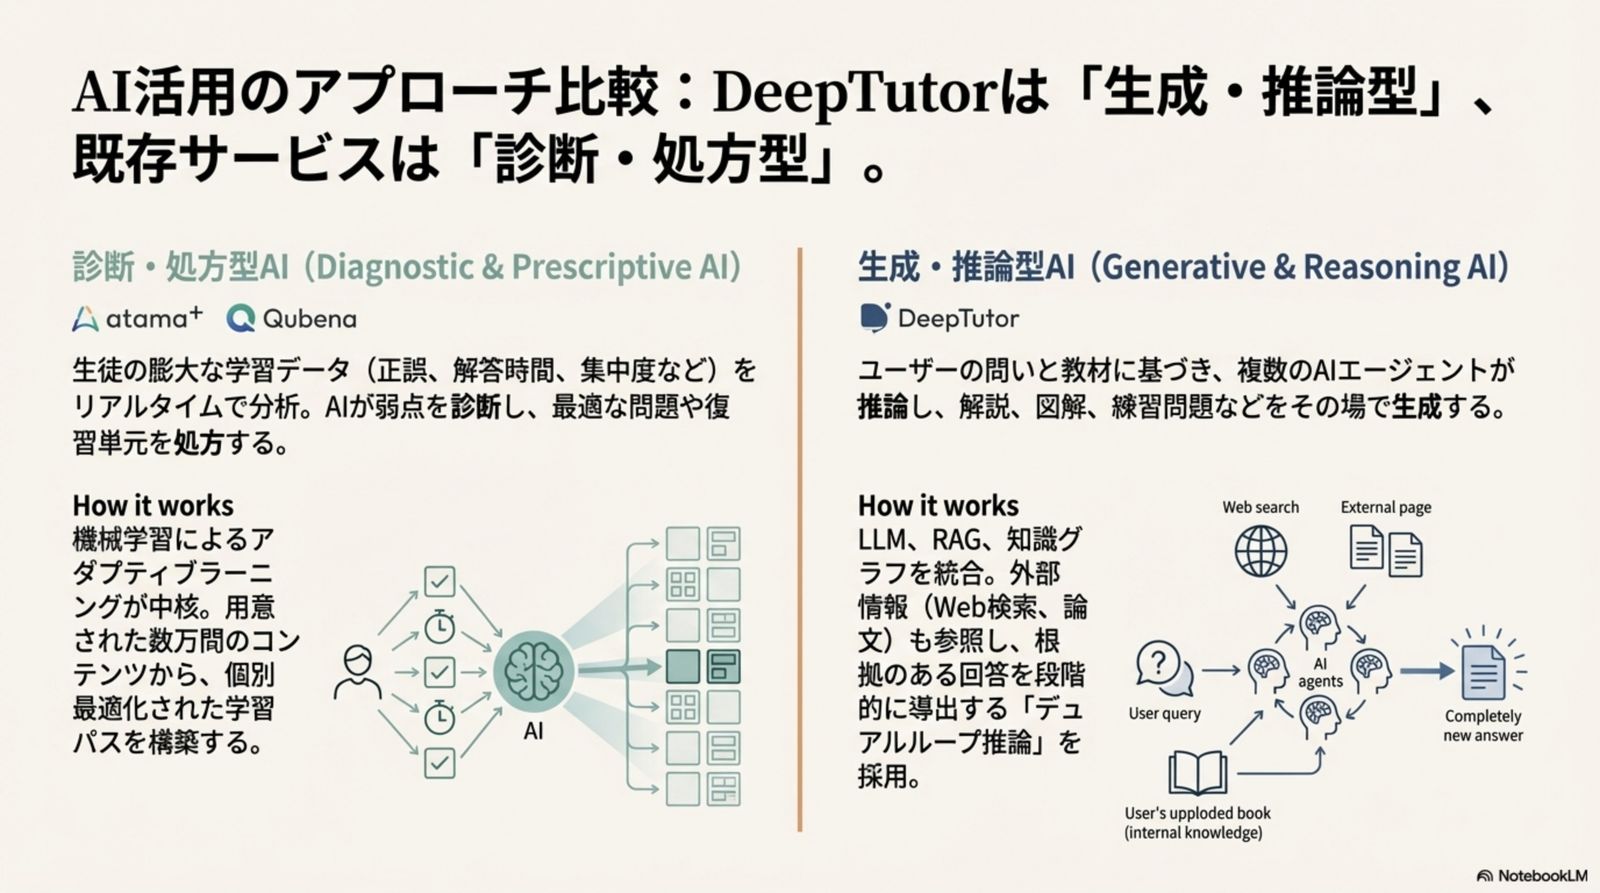 AI活用のアプローチ比較：DeepTutorは「生成・推論型」、
既存サービスは「診断・処方型」。
診断・処方型AI（Diagnostic & Prescriptive AI）
atama+ Qubena
生徒の膨大な学習データ（正誤、解答時間、集中度など）を
リアルタイムで分析。AIが弱点を診断し、最適な問題や復
習単元を処方する。
How it works
機械学習によるア
ダプティブラーニ
ングが中核。用意
された数万間のコン
テンツから、個別
最適化された学習
パスを構築する。
AI
生成・推論型AI（Generative & Reasoning AI）
DeepTutor
ユーザーの問いと教材に基づき、複数のAIエージェントが
推論し、解説、図解、練習問題などをその場で生成する。
How it works
LLM、RAG、知識グ
ラフを統合。外部
情報（Web検索、論
文）も参照し、根
拠のある回答を段階
的に導出する「デュ
アルループ推論」を
採用。
Web search
External page
?
User query
AI
agents
Completely
new answer
User's upploded book
(internal knowledge)
NotebookLM